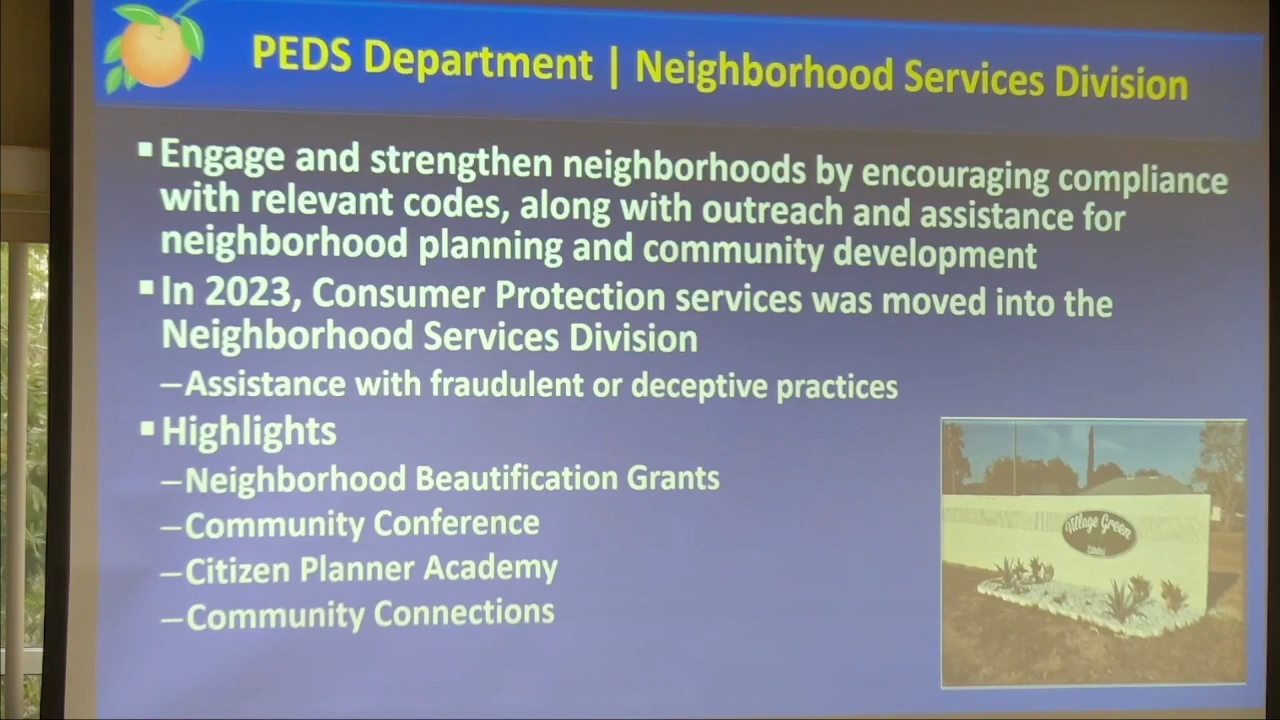 PEDS Department | Neighborhood Services Division
▪Engage and strengthen neighborhoods by encouraging compliance
with relevant codes, along with outreach and assistance for
neighborhood planning and community development
▪In 2023, Consumer Protection services was moved into the
Neighborhood Services Division
–Assistance with fraudulent or deceptive practices
▪Highlights
–Neighborhood Beautification Grants
–Community Conference
–Citizen Planner Academy
–Community Connections
Village Green